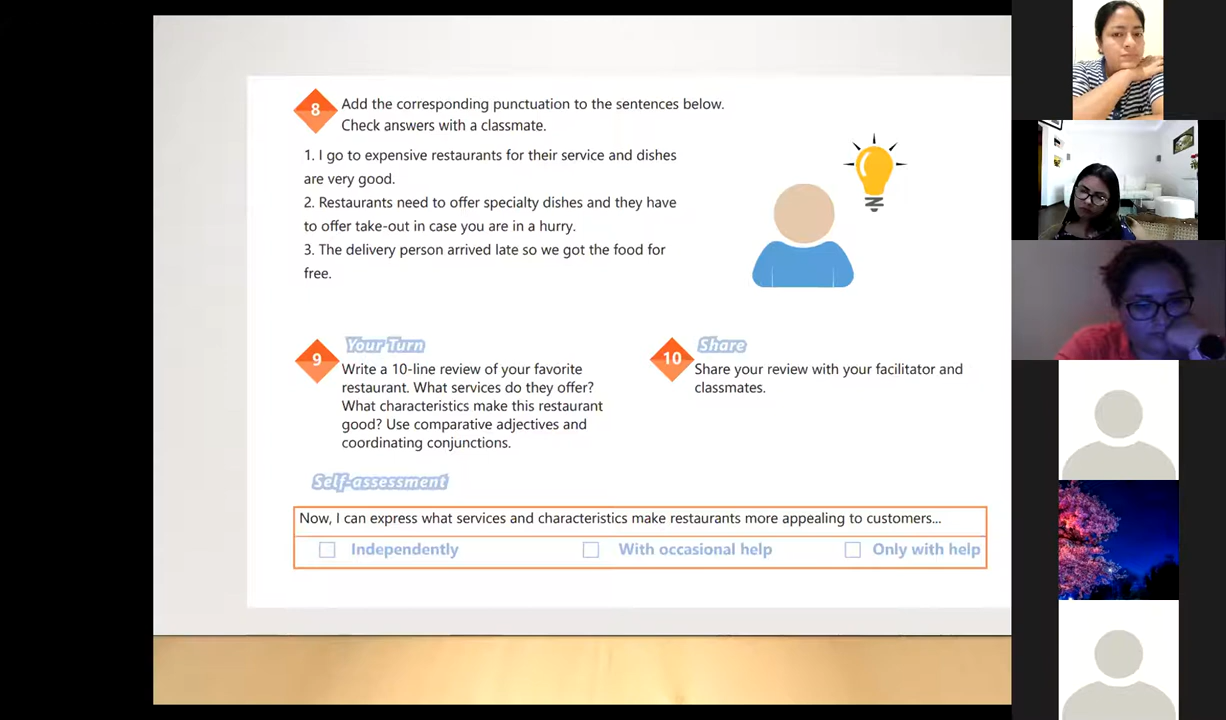 8
Add the corresponding punctuation to the sentences below.
Check answers with a classmate.
1. I go to expensive restaurants for their service and dishes
are very good.
2. Restaurants need to offer specialty dishes and they have
to offer take-out in case you are in a hurry.
3. The delivery person arrived late so we got the food for
free.
9
Your Turn
Write a 10-line review of your favorite
restaurant. What services do they offer?
What characteristics make this restaurant
good? Use comparative adjectives and
coordinating conjunctions.
10
Share
Share your review with your facilitator and
classmates.
Self-assessment
Now, I can express what services and characteristics make restaurants more appealing to customers...
Independently
With occasional help
Only with help